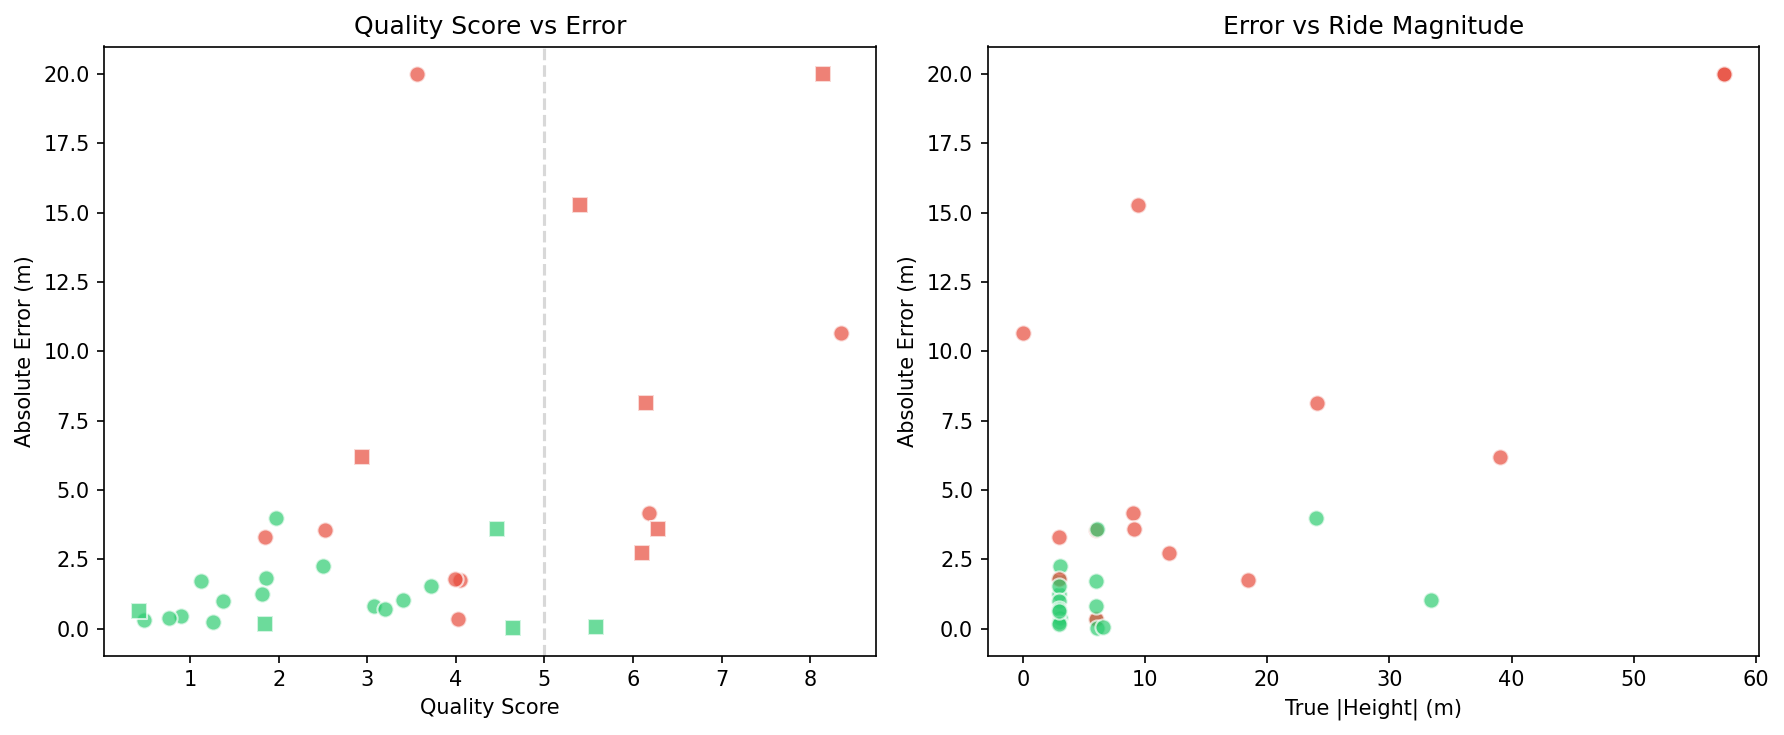 Quality Score vs Error
20.0
17.5
15.0
12.5
10.0
7.5
5.0
2.5
0.0
Absolute Error (m)
1 2 3 4 5 6 7 8
Quality Score
Error vs Ride Magnitude
20.0
17.5
15.0
12.5
10.0
7.5
5.0
2.5
0.0
Absolute Error (m)
0 10 20 30 40 50 60
True |Height| (m)